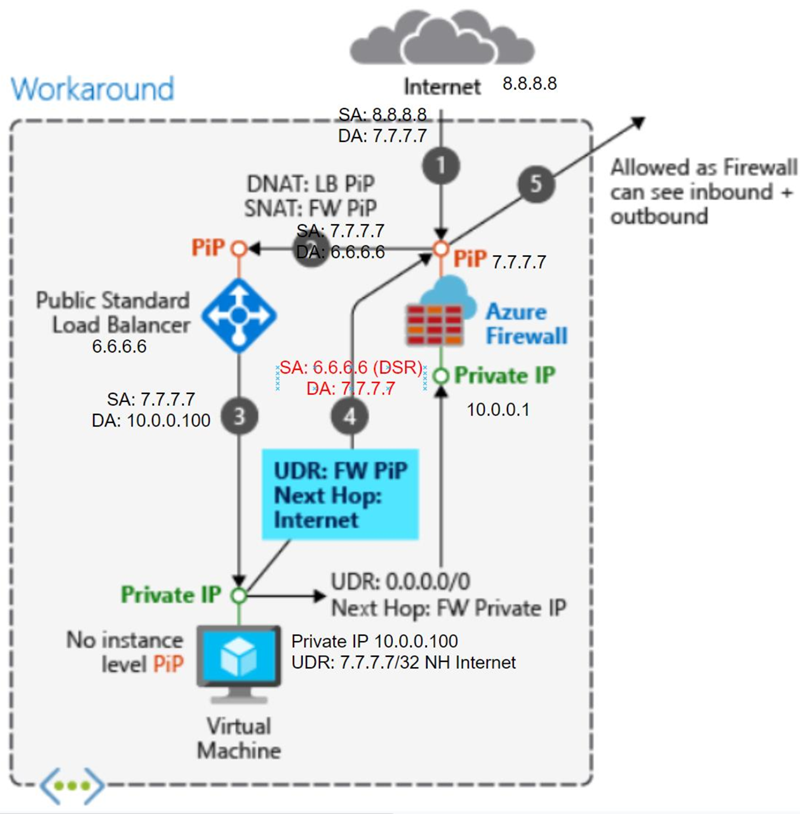 Workaround
Internet
8.8.8.8
SA: 8.8.8.8
DA: 7.7.7.7
1
5
Allowed as Firewall
can see inbound +
outbound
DNAT: LB PiP
SNAT: FW PiP
SA: 7.7.7.7
DA: 6.6.6.6
2
PiP
PiP
7.7.7.7
Public Standard
Load Balancer
6.6.6.6
Azure
Firewall
SA: 6.6.6.6 (DSR)
DA: 7.7.7.7
Private IP
10.0.0.1
SA: 7.7.7.7
DA: 10.0.0.100
3
4
UDR: FW PiP
Next Hop:
Internet
Private IP
UDR: 0.0.0.0/0
Next Hop: FW Private IP
No instance
level PiP
Private IP 10.0.0.100
UDR: 7.7.7.7/32 NH Internet
Virtual
Machine